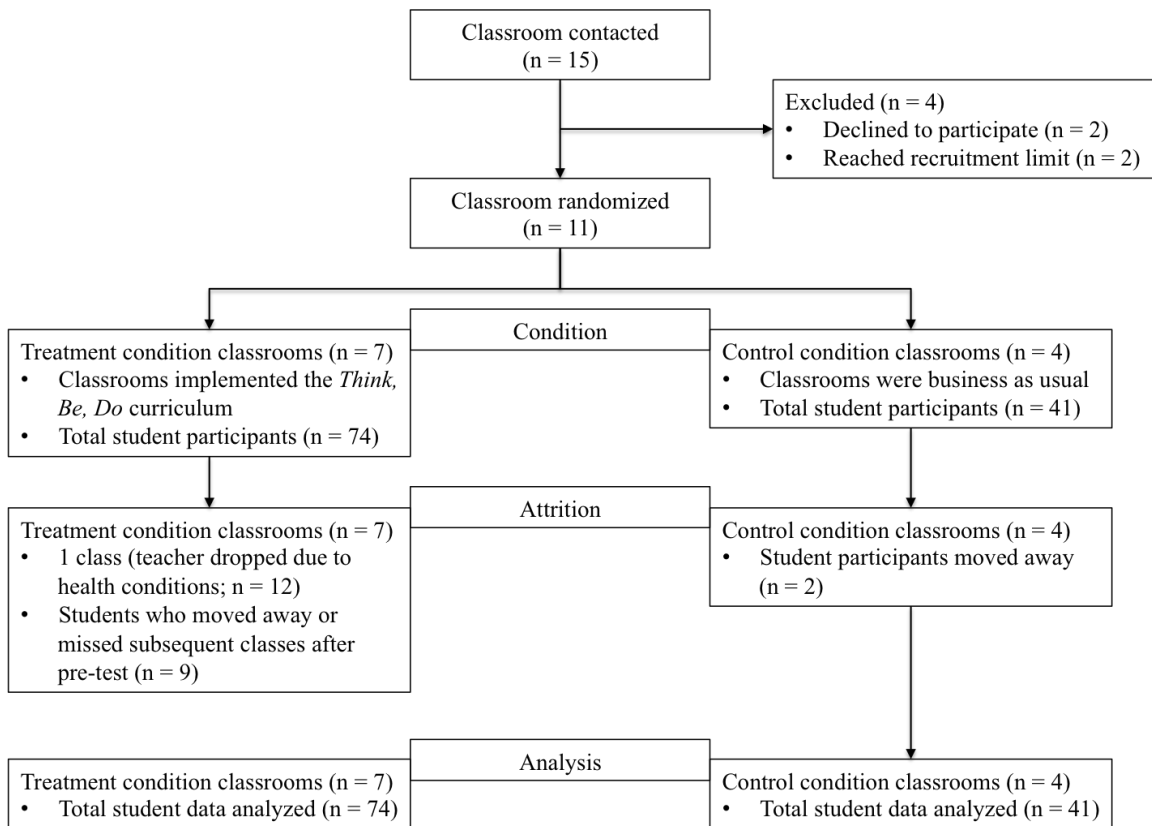 Classroom contacted
(n = 15)
Excluded (n = 4)
• Declined to participate (n = 2)
• Reached recruitment limit (n = 2)
Classroom randomized
(n = 11)
Condition
Treatment condition classrooms (n = 7)
• Classrooms implemented the Think,
Be, Do curriculum
• Total student participants (n = 74)
Control condition classrooms (n = 4)
• Classrooms were business as usual
• Total student participants (n = 41)
Attrition
Treatment condition classrooms (n = 7)
• 1 class (teacher dropped due to
health conditions; n = 12)
• Students who moved away or
missed subsequent classes after
pre-test (n = 9)
Control condition classrooms (n = 4)
• Student participants moved away
(n = 2)
Analysis
Treatment condition classrooms (n = 7)
• Total student data analyzed (n = 74)
Control condition classrooms (n = 4)
• Total student data analyzed (n = 41)